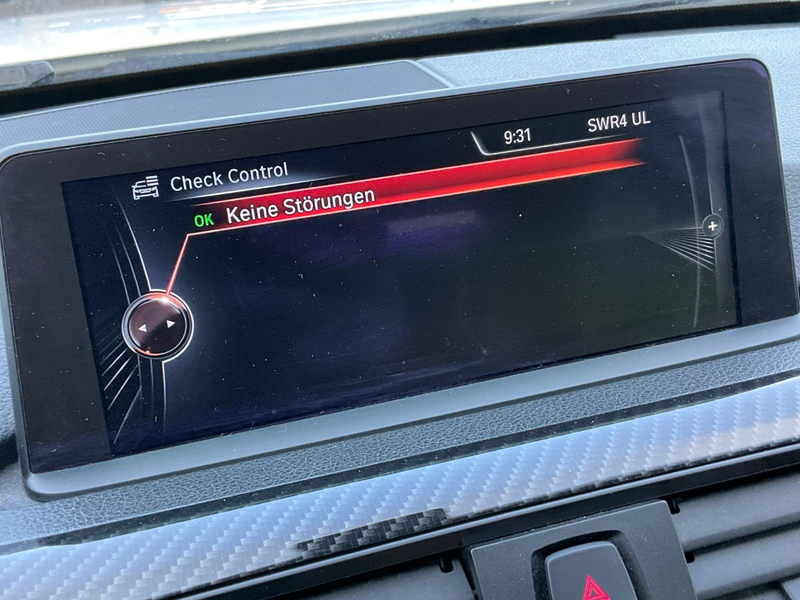 9:31 SWR4 UL
Check Control
OK Keine Störungen